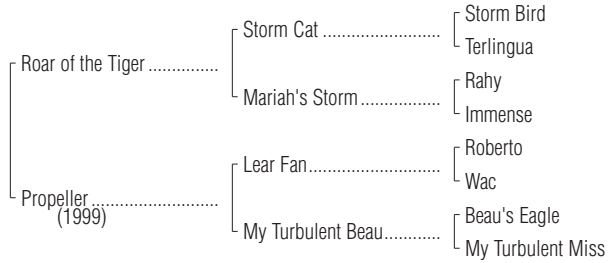 Storm Bird
Storm Cat ..............................
Terlingua
Roar of the Tiger ..................
Rahy
Mariah's Storm ....................
Immense
Roberto
Lear Fan.................................
Wac
Propeller ................................
(1999)
Beau's Eagle
My Turbulent Beau..............
My Turbulent Miss